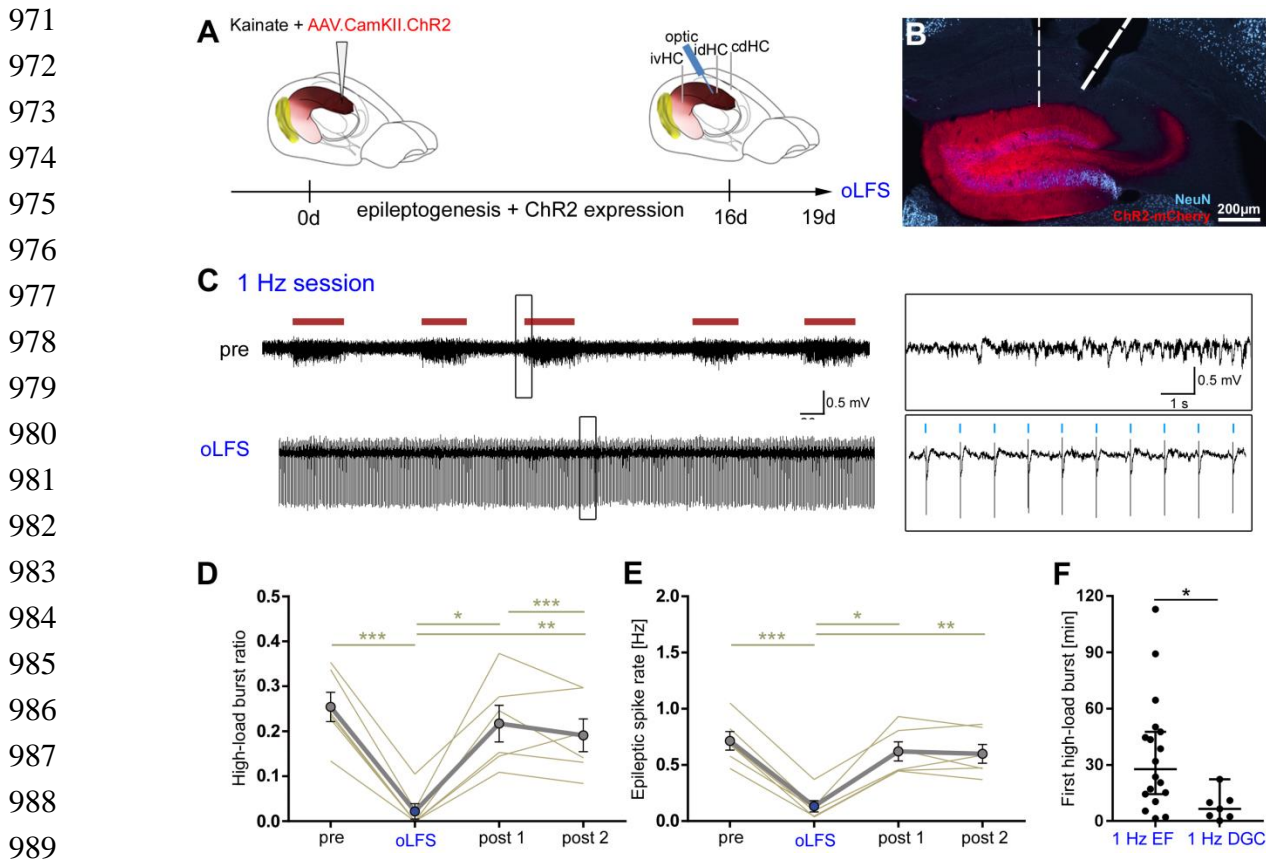 971
972
973
974
975
976
977
978
979
980
981
982
983
984
985
986
987
988
989
A
Kainate + AAV.CamKII.ChR2
optic
ivHC
idHC
cdHC
0d
epileptogenesis + ChR2 expression
16d
19d
oLFS
B
NeuN
ChR2-mCherry
200µm
C 1 Hz session
pre
0.5 mV
oLFS
0.5 mV
1 s
D
High-load burst ratio
0.5
0.4
0.3
0.2
0.1
0.0
*** * *** **
pre oLFS post 1 post 2
E
Epileptic spike rate [Hz]
2.0
1.5
1.0
0.5
0.0
*** * **
pre oLFS post 1 post 2
F
First high-load burst [min]
120
90
60
30
0
*
1 Hz EF 1 Hz DGC